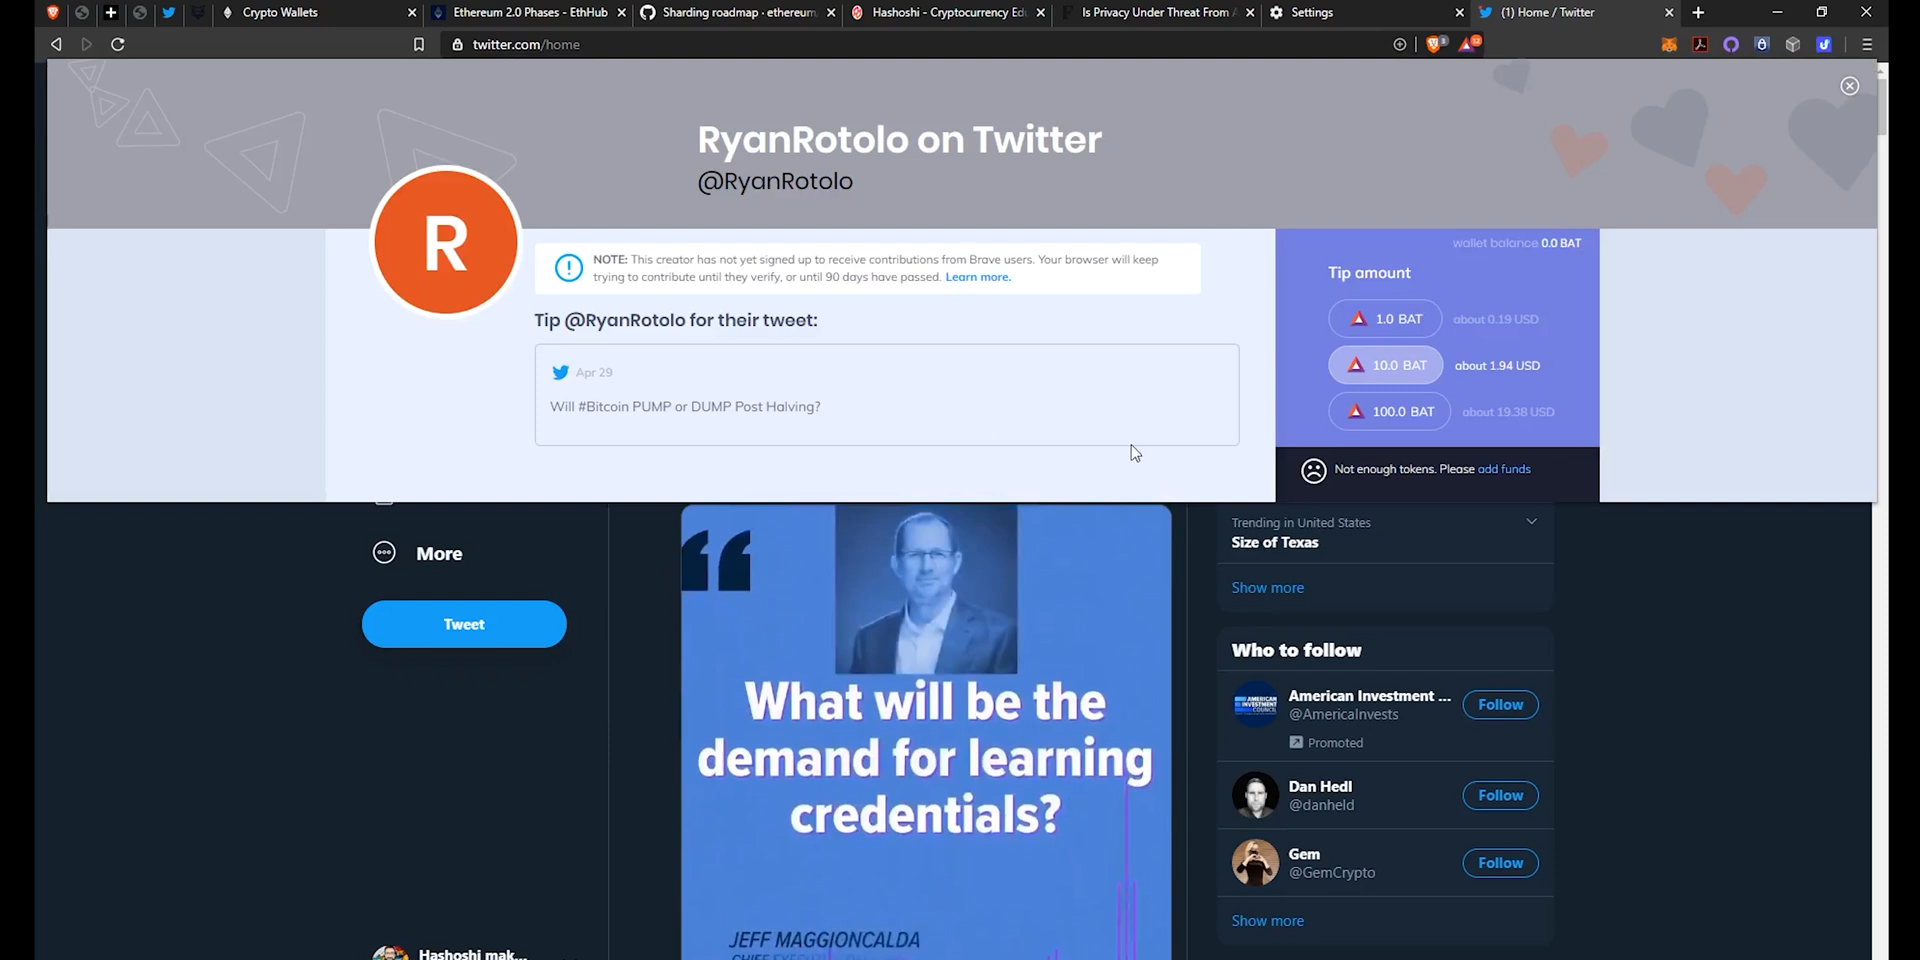 Crypto Wallets
Ethereum 2.0 Phases - EthHub
Sharding roadmap · ethereum
Hashoshi - Cryptocurrency Edu
Is Privacy Under Threat From A
Settings
(1) Home / Twitter
twitter.com/home
3
12
RyanRotolo on Twitter
@RyanRotolo
R
NOTE: This creator has not yet signed up to receive contributions from Brave users. Your browser will keep
trying to contribute until they verify, or until 90 days have passed. Learn more.
Tip @RyanRotolo for their tweet:
Apr 29
Will #Bitcoin PUMP or DUMP Post Halving?
wallet balance 0.0 BAT
Tip amount
1.0 BAT about 0.19 USD
10.0 BAT about 1.94 USD
100.0 BAT about 19.38 USD
Not enough tokens. Please add funds
More
Tweet
Hashoshi mak...
What will be the
demand for learning
credentials?
JEFF MAGGIONCALDA
Trending in United States
Size of Texas
Show more
Who to follow
American Investment ...
@AmericaInvests
Follow
Promoted
Dan Hedl
@danheld
Follow
Gem
@GemCrypto
Follow
Show more